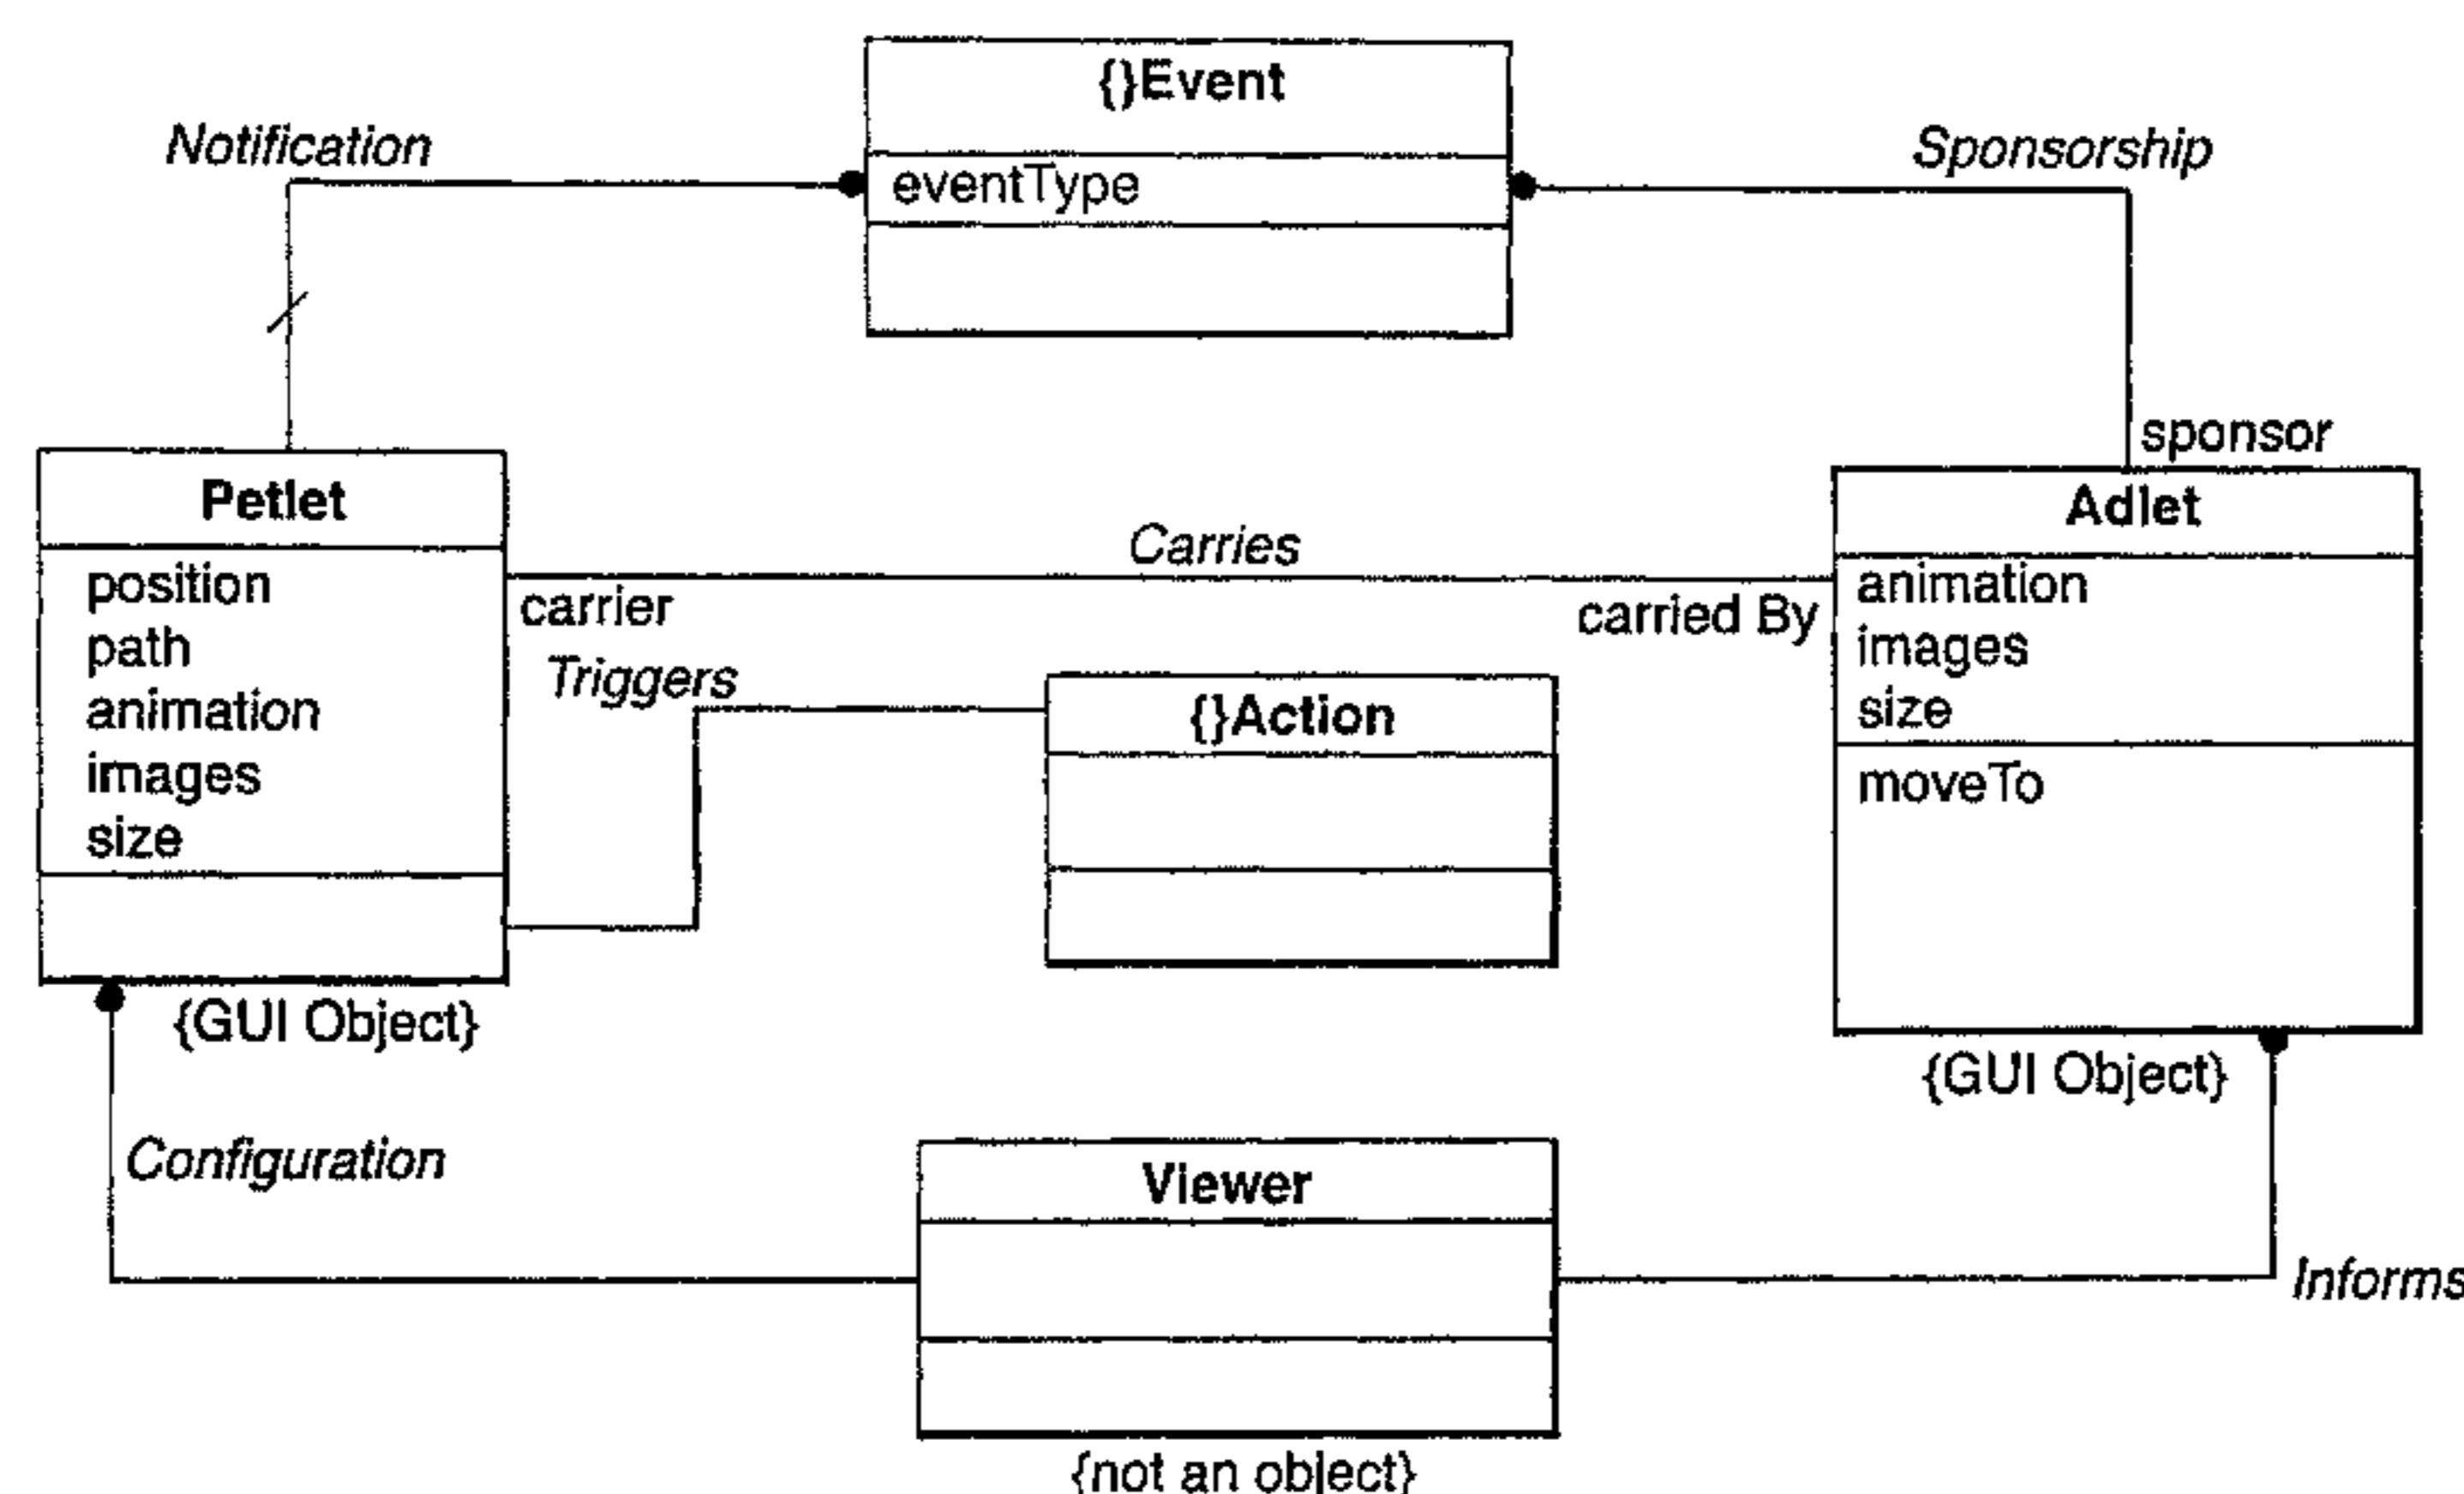 {}Event
Notification
Sponsorship
eventType
sponsor
Petlet
Adlet
position
path
animation
images
size
Carries
carrier
carried By
animation
images
size
moveTo
Triggers
{}Action
{GUI Object}
{GUI Object}
Configuration
Viewer
Informs
{not an object}